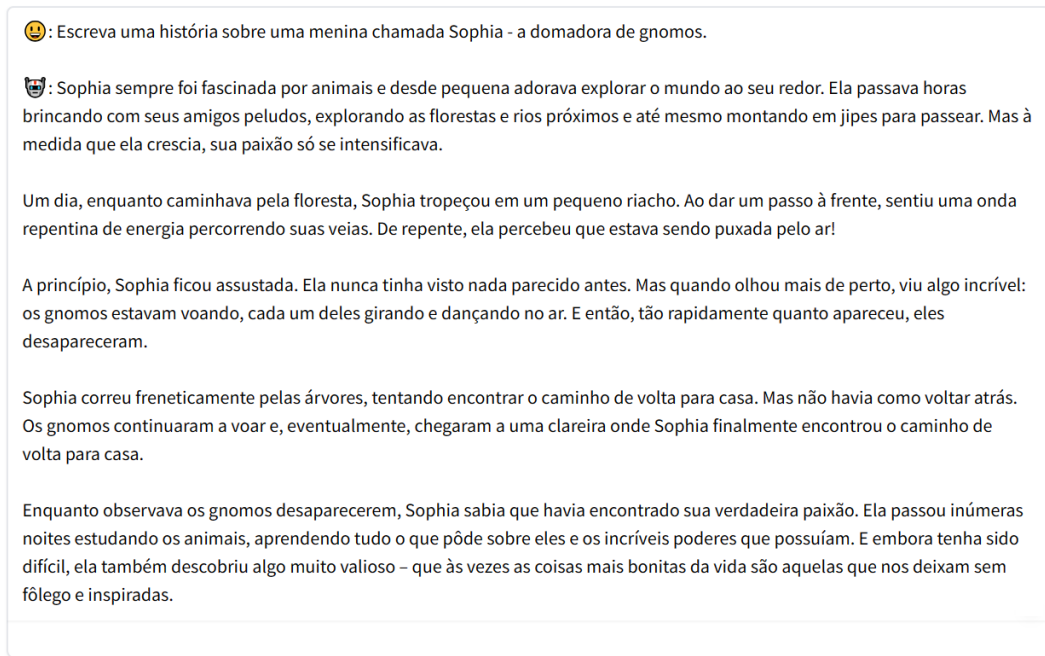 😃: Escreva uma história sobre uma menina chamada Sophia - a domadora de gnomos.
🤖: Sophia sempre foi fascinada por animais e desde pequena adorava explorar o mundo ao seu redor. Ela passava horas
brincando com seus amigos peludos, explorando as florestas e rios próximos e até mesmo montando em jipes para passear. Mas à
medida que ela crescia, sua paixão só se intensificava.
Um dia, enquanto caminhava pela floresta, Sophia tropeçou em um pequeno riacho. Ao dar um passo à frente, sentiu uma onda
repentina de energia percorrendo suas veias. De repente, ela percebeu que estava sendo puxada pelo ar!
A princípio, Sophia ficou assustada. Ela nunca tinha visto nada parecido antes. Mas quando olhou mais de perto, viu algo incrível:
os gnomos estavam voando, cada um deles girando e dançando no ar. E então, tão rapidamente quanto apareceu, eles
desapareceram.
Sophia correu freneticamente pelas árvores, tentando encontrar o caminho de volta para casa. Mas não havia como voltar atrás.
Os gnomos continuaram a voar e, eventualmente, chegaram a uma clareira onde Sophia finalmente encontrou o caminho de
volta para casa.
Enquanto observava os gnomos desaparecerem, Sophia sabia que havia encontrado sua verdadeira paixão. Ela passou inúmeras
noites estudando os animais, aprendendo tudo o que pôde sobre eles e os incríveis poderes que possuíam. E embora tenha sido
difícil, ela também descobriu algo muito valioso – que às vezes as coisas mais bonitas da vida são aquelas que nos deixam sem
fôlego e inspiradas.